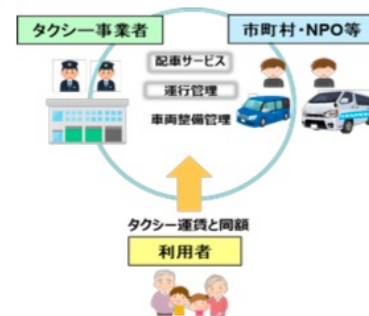 タクシー事業者
市町村・NPO等
配車サービス
運行管理
車両整備管理
タクシー運賃と同額
利用者